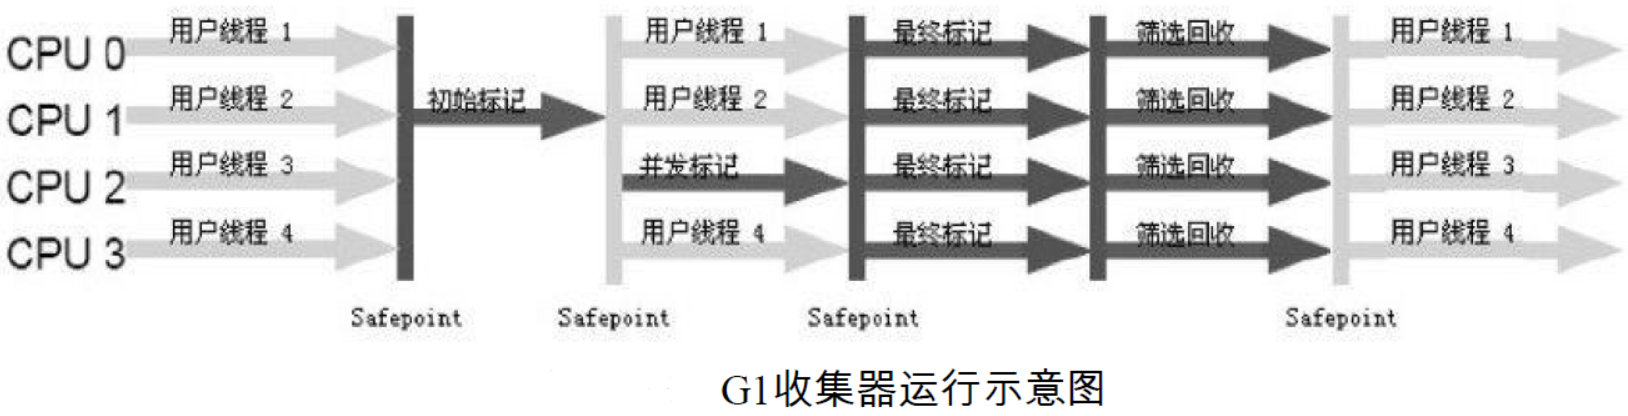 CPU 0 用户线程 1 用户线程 1 最终标记 筛选回收 用户线程 1
CPU 1 用户线程 2 初始标记 用户线程 2 最终标记 筛选回收 用户线程 2
CPU 2 用户线程 3 并发标记 最终标记 筛选回收 用户线程 3
CPU 3 用户线程 4 用户线程 4 最终标记 筛选回收 用户线程 4
Safepoint Safepoint Safepoint Safepoint
G1收集器运行示意图